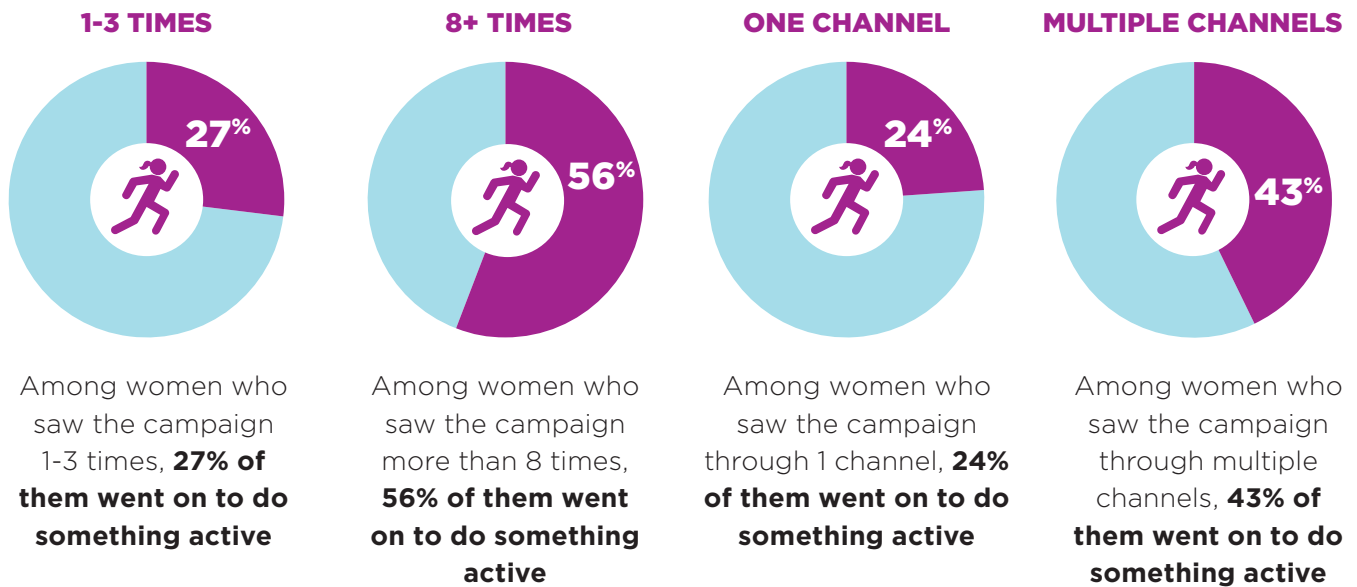 1-3 TIMES
27%
Among women who
saw the campaign
1-3 times, 27% of
them went on to do
something active
8+ TIMES
56%
Among women who
saw the campaign
more than 8 times,
56% of them went
on to do something
active
ONE CHANNEL
24%
Among women who
saw the campaign
through 1 channel, 24%
of them went on to do
something active
MULTIPLE CHANNELS
43%
Among women who
saw the campaign
through multiple
channels, 43% of
them went on to do
something active